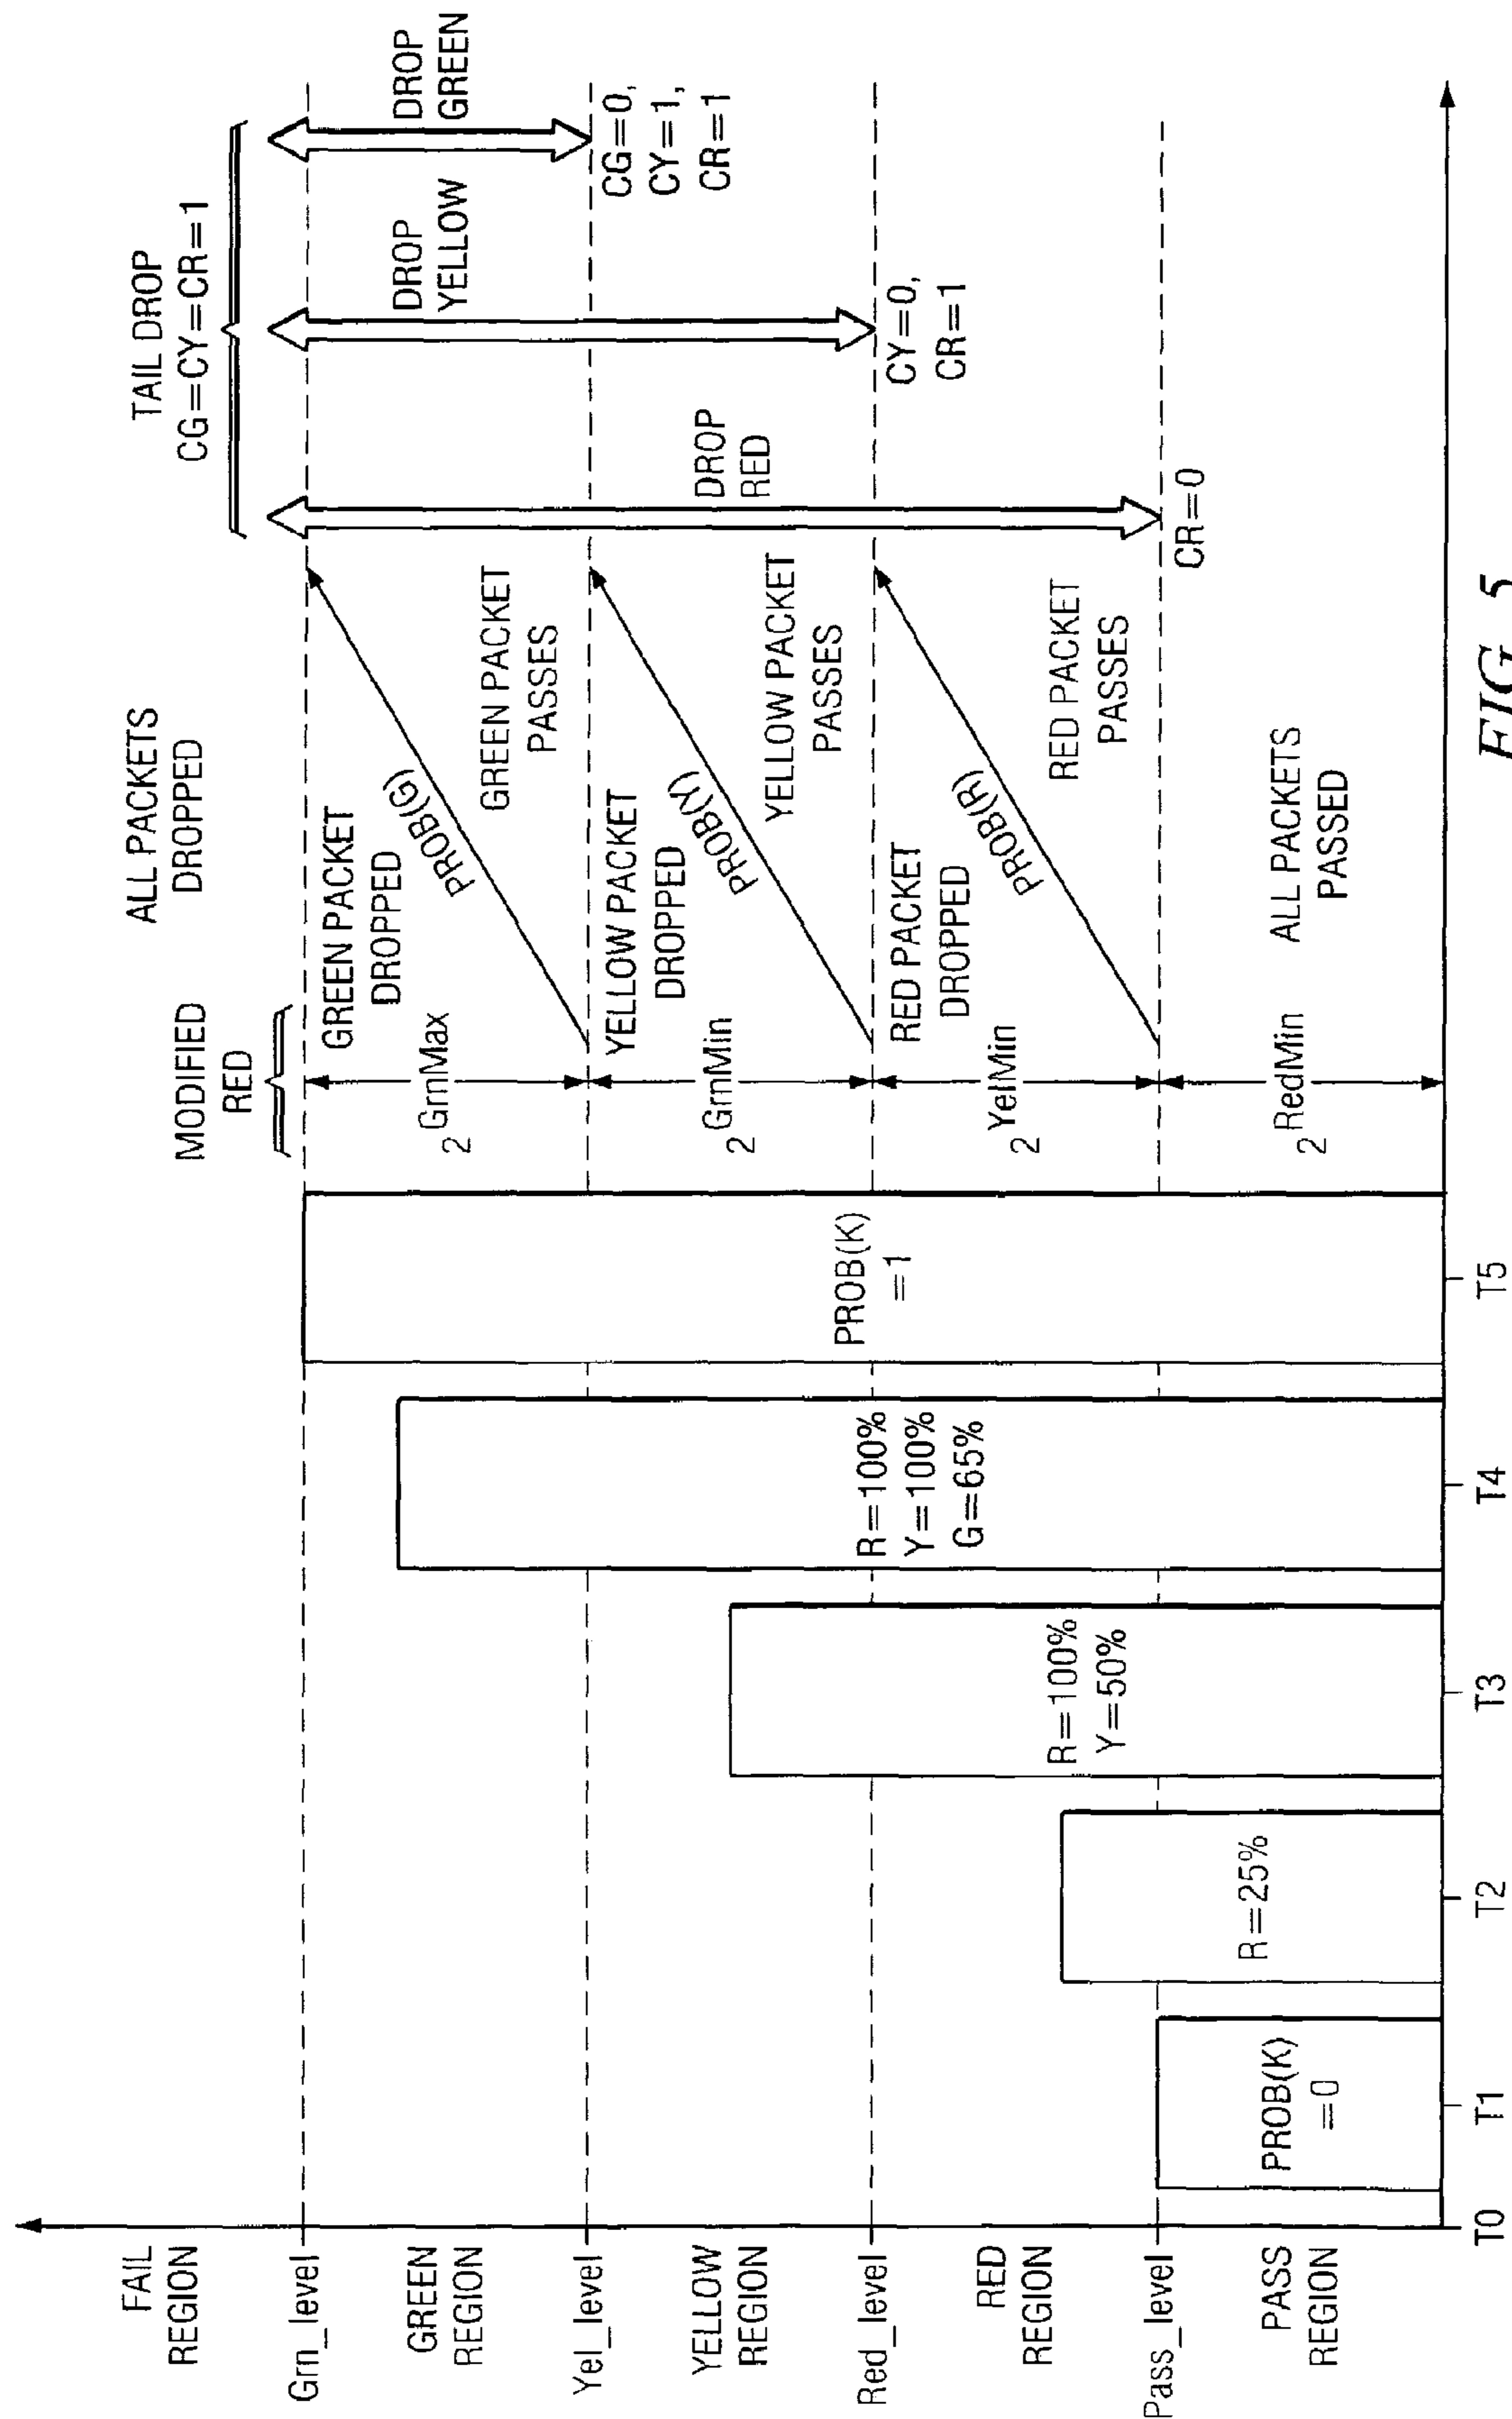 FAIL
REGION
Grn_level
GREEN
REGION
Yel_level
YELLOW
REGION
Red_level
RED
REGION
Pass_level
PASS
REGION
T0
T1
T2
T3
T4
T5
PROB(K)
=0
R=25%
R=100%
Y=50%
R=100%
Y=100%
G=65%
PROB(K)
=1
MODIFIED
RED
2GrnMax
2GrnMin
2YelMin
2RedMin
ALL PACKETS
DROPPED
GREEN PACKET
DROPPED
PROB(G)
GREEN PACKET
PASSES
YELLOW PACKET
DROPPED
PROB(Y)
YELLOW PACKET
PASSES
RED PACKET
DROPPED
PROB(R)
RED PACKET
PASSES
ALL PACKETS
PASSED
TAIL DROP
CG=CY=CR=1
DROP
RED
CR=0
DROP
YELLOW
CY=0,
CR=1
DROP
GREEN
CG=0,
CY=1,
CR=1
FIG. 5